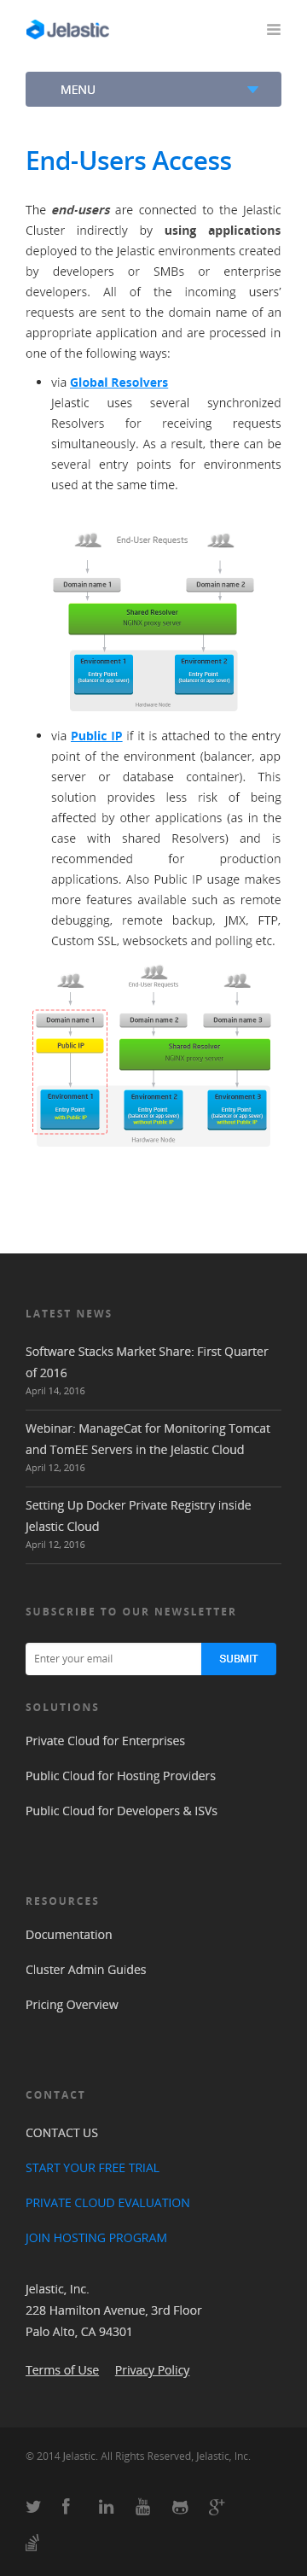 Jelastic
MENU
End-Users Access
The end-users are connected to the Jelastic
Cluster indirectly by using applications
deployed to the Jelastic environments created
by developers or SMBs or enterprise
developers. All of the incoming users’
requests are sent to the domain name of an
appropriate application and are processed in
one of the following ways:
via Global Resolvers
Jelastic uses several synchronized
Resolvers for receiving requests
simultaneously. As a result, there can be
several entry points for environments
used at the same time.
End-User Requests
Domain name 1
Domain name 2
Shared Resolver
NGINX proxy server
Environment 1
Entry Point
(balancer or app server)
Environment 2
Entry Point
(balancer or app server)
Hardware Node
via Public IP if it is attached to the entry
point of the environment (balancer, app
server or database container). This
solution provides less risk of being
affected by other applications (as in the
case with shared Resolvers) and is
recommended for production
applications. Also Public IP usage makes
more features available such as remote
debugging, remote backup, JMX, FTP,
Custom SSL, websockets and polling etc.
End-User Requests
Domain name 1
Domain name 2
Domain name 3
Public IP
Shared Resolver
NGINX proxy server
Environment 1
Entry Point
with Public IP
Environment 2
Entry Point
(balancer or app server)
without Public IP
Environment 3
Entry Point
(balancer or app server)
without Public IP
Hardware Node
LATEST NEWS
Software Stacks Market Share: First Quarter
of 2016
April 14, 2016
Webinar: ManageCat for Monitoring Tomcat
and TomEE Servers in the Jelastic Cloud
April 12, 2016
Setting Up Docker Private Registry inside
Jelastic Cloud
April 12, 2016
SUBSCRIBE TO OUR NEWSLETTER
Enter your email
SUBMIT
SOLUTIONS
Private Cloud for Enterprises
Public Cloud for Hosting Providers
Public Cloud for Developers & ISVs
RESOURCES
Documentation
Cluster Admin Guides
Pricing Overview
CONTACT
CONTACT US
START YOUR FREE TRIAL
PRIVATE CLOUD EVALUATION
JOIN HOSTING PROGRAM
Jelastic, Inc.
228 Hamilton Avenue, 3rd Floor
Palo Alto, CA 94301
Terms of Use Privacy Policy
© 2014 Jelastic. All Rights Reserved, Jelastic, Inc.